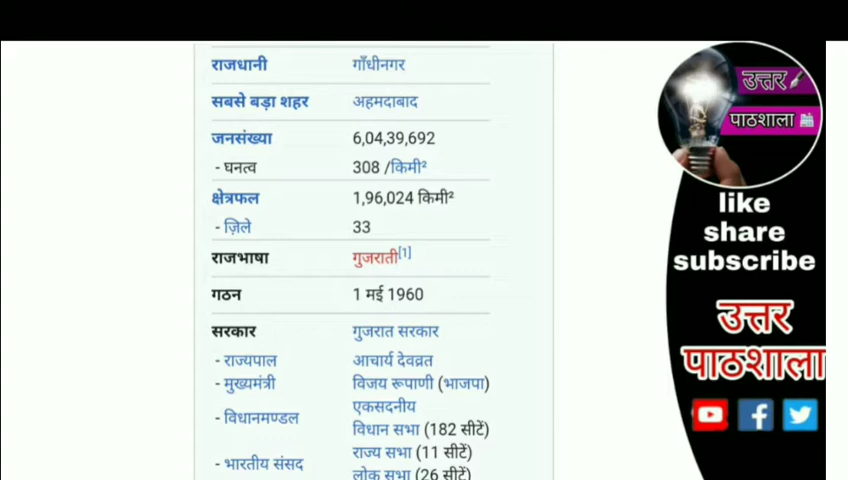 राजधानी गाँधीनगर
सबसे बड़ा शहर अहमदाबाद
जनसंख्या 6,04,39,692
- घनत्व 308 /किमी²
क्षेत्रफल 1,96,024 किमी²
- ज़िले 33
राजभाषा गुजराती[1]
गठन 1 मई 1960
सरकार गुजरात सरकार
- राज्यपाल आचार्य देवव्रत
- मुख्यमंत्री विजय रूपाणी (भाजपा)
- विधानमण्डल एकसदनीय
विधान सभा (182 सीटें)
- भारतीय संसद राज्य सभा (11 सीटें)
लोक सभा (26 सीटें)
उत्तर
पाठशाला
like
share
subscribe
उत्तर
पाठशाला